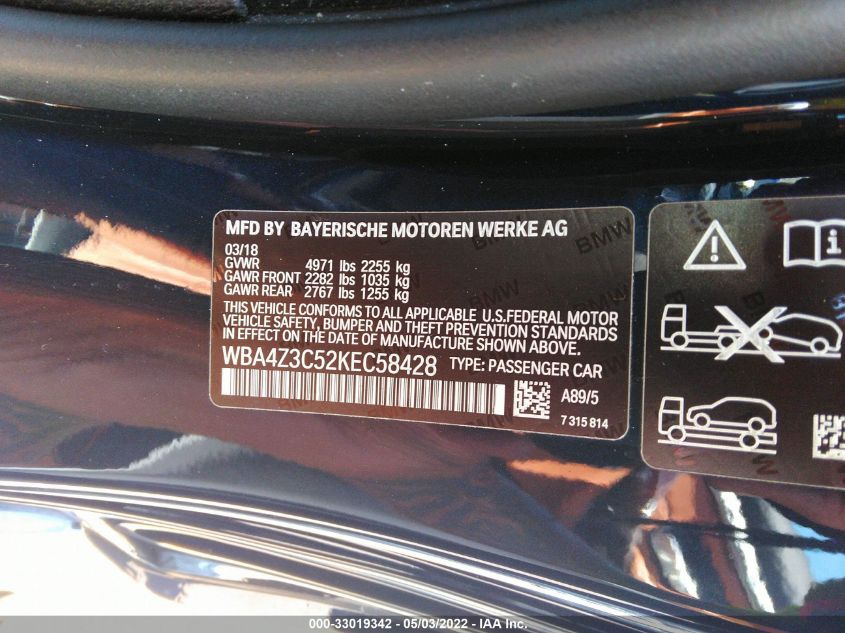 MFD BY BAYERISCHE MOTOREN WERKE AG
03/18
GVWR 4971 lbs 2255 kg
GAWR FRONT 2282 lbs 1035 kg
GAWR REAR 2767 lbs 1255 kg
THIS VEHICLE CONFORMS TO ALL APPLICABLE U.S.FEDERAL MOTOR
VEHICLE SAFETY, BUMPER AND THEFT PREVENTION STANDARDS
IN EFFECT ON THE DATE OF MANUFACTURE SHOWN ABOVE.
WBA4Z3C52KEC58428 TYPE: PASSENGER CAR
A89/5
7 315 814
BMW
BMW
000-33019342 - 05/03/2022 - IAA Inc.